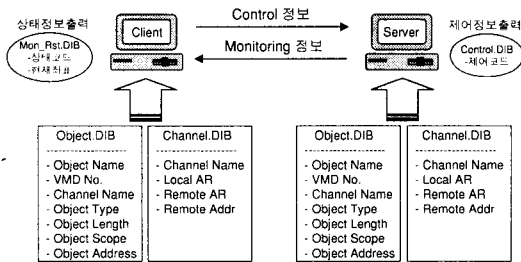 상태정보출력
Mon_Rst.DIB
-상태코드
-현재좌표
Client
Control 정보
Monitoring 정보
Server
제어정보출력
Control.DIB
-제어코드
Object.DIB
- Object Name
- VMD No.
- Channel Name
- Object Type
- Object Length
- Object Scope
- Object Address
Channel.DIB
- Channel Name
- Local AR
- Remote AR
- Remote Addr
Object.DIB
- Object Name
- VMD No.
- Channel Name
- Object Type
- Object Length
- Object Scope
- Object Address
Channel.DIB
- Channel Name
- Local AR
- Remote AR
- Remote Addr